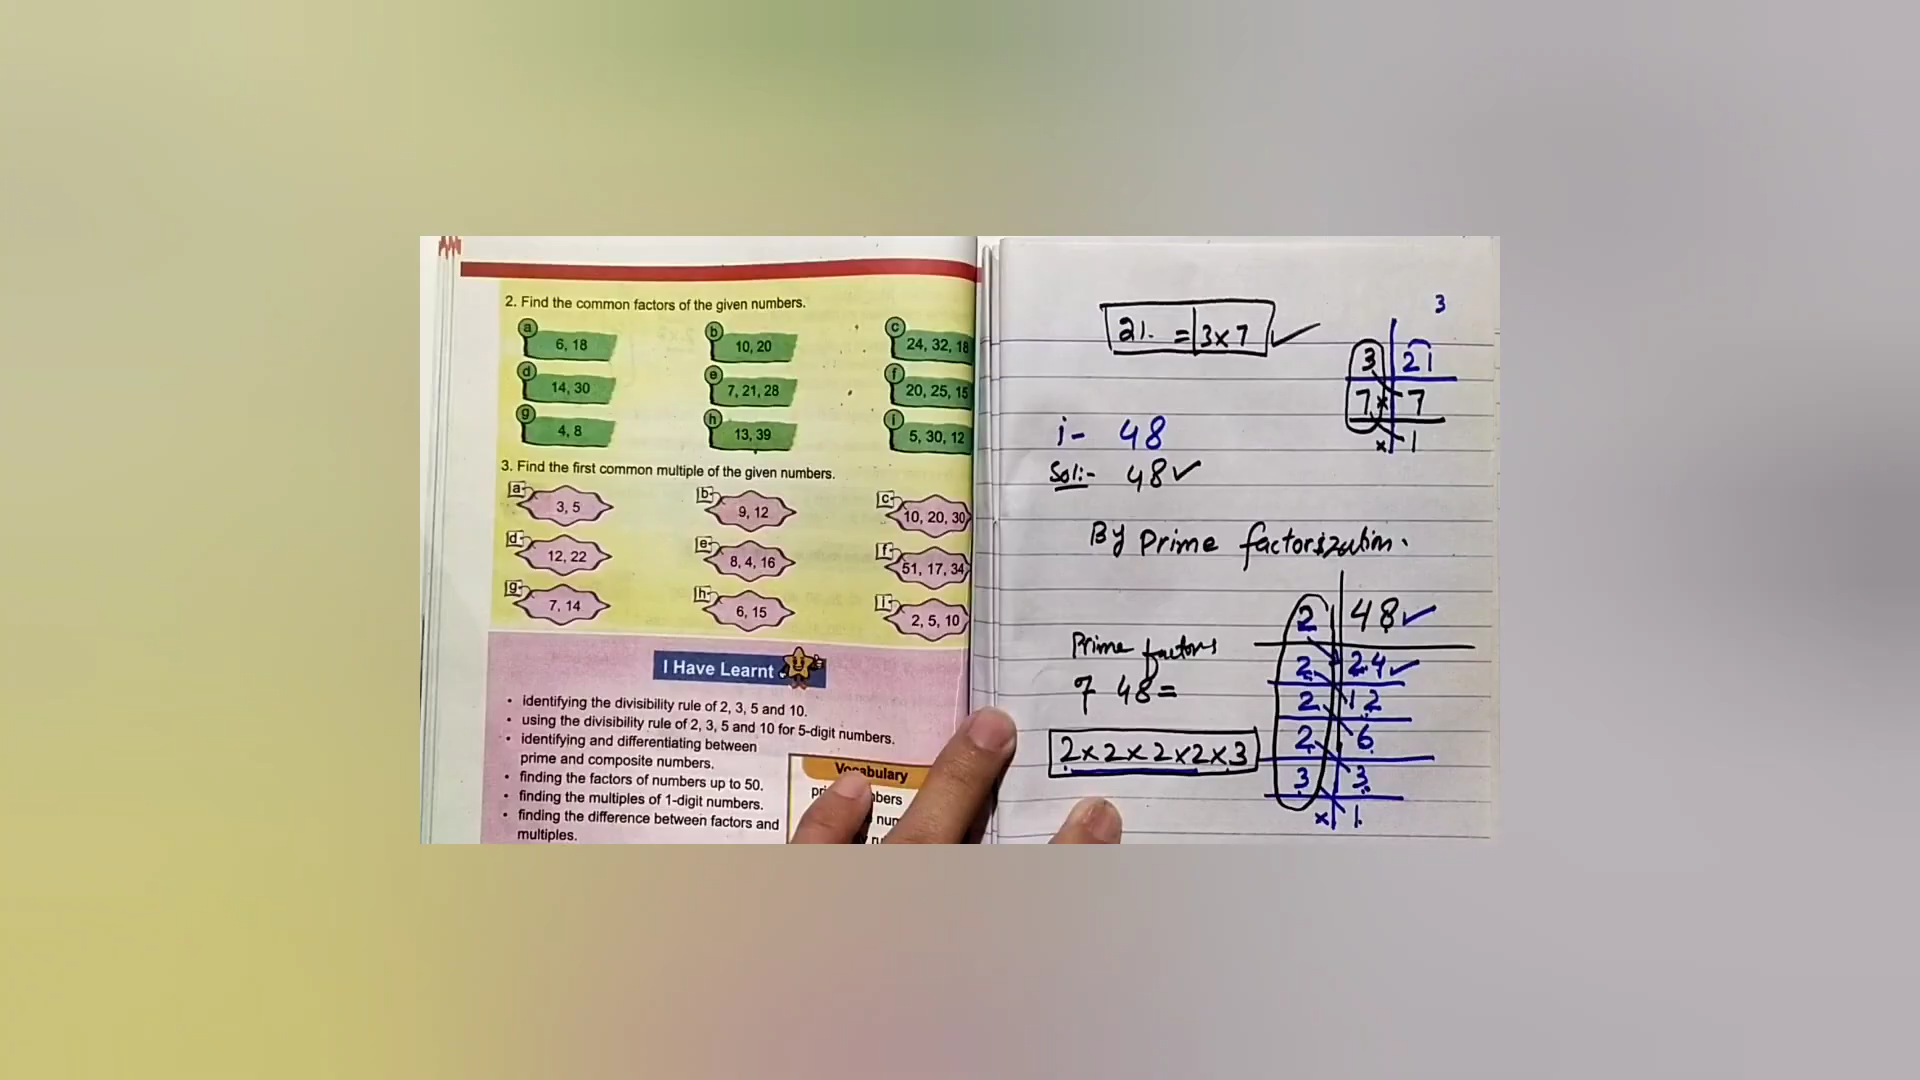 2. Find the common factors of the given numbers.
a 6, 18
b 10, 20
c 24, 32, 18
d 14, 30
e 7, 21, 28
f 20, 25, 15
g 4, 8
h 13, 39
i 5, 30, 12
3. Find the first common multiple of the given numbers.
a 3, 5
b 9, 12
c 10, 20, 30
d 12, 22
e 8, 4, 16
f 51, 17, 34
g 7, 14
h 6, 15
i 2, 5, 10
I Have Learnt
• identifying the divisibility rule of 2, 3, 5 and 10.
• using the divisibility rule of 2, 3, 5 and 10 for 5-digit numbers.
• identifying and differentiating between
prime and composite numbers.
• finding the factors of numbers up to 50.
• finding the multiples of 1-digit numbers.
• finding the difference between factors and
multiples.
Vocabulary
21. = 3x7 ✓
3
3 21
7 x 7
x 1
i- 48
Sol:- 48 ✓
By Prime factorization.
Prime factors
7 48 =
2x2x2x2x3
2 48 ✓
2 24 ✓
2 12
2 6
3 3
x 1